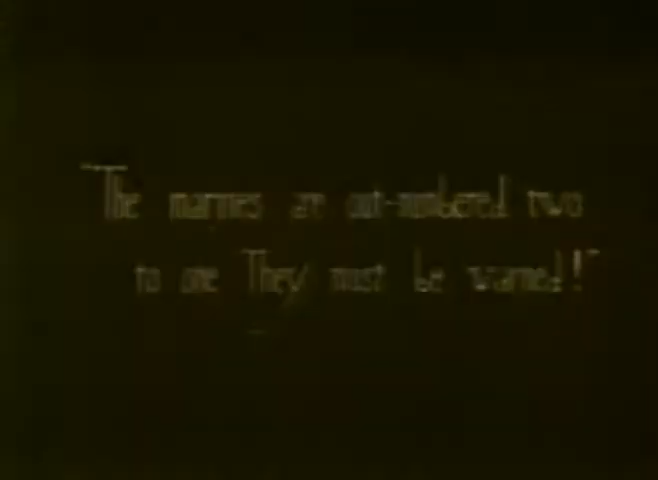 "The marines are out-numbered two
to one They must be warned!"